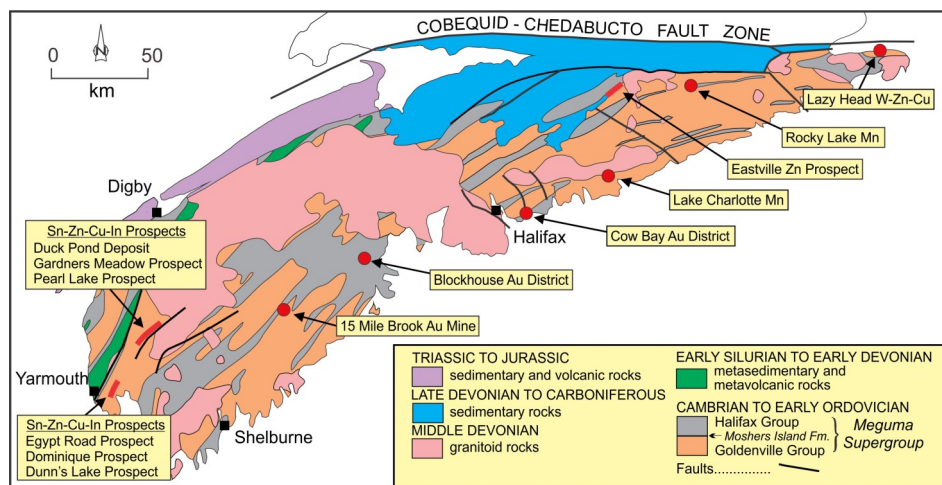 COBEQUID - CHEDABUCTO FAULT ZONE
0 N 50
km
Lazy Head W-Zn-Cu
Rocky Lake Mn
Eastville Zn Prospect
Lake Charlotte Mn
Digby
Halifax
Cow Bay Au District
Sn-Zn-Cu-In Prospects
Duck Pond Deposit
Gardners Meadow Prospect
Pearl Lake Prospect
Blockhouse Au District
15 Mile Brook Au Mine
Yarmouth
Sn-Zn-Cu-In Prospects
Egypt Road Prospect
Dominique Prospect
Dunn's Lake Prospect
Shelburne
TRIASSIC TO JURASSIC
sedimentary and volcanic rocks
LATE DEVONIAN TO CARBONIFEROUS
sedimentary rocks
MIDDLE DEVONIAN
granitoid rocks
EARLY SILURIAN TO EARLY DEVONIAN
metasedimentary and
metavolcanic rocks
CAMBRIAN TO EARLY ORDOVICIAN
Halifax Group
Moshers Island Fm.
Goldenville Group
Meguma
Supergroup
Faults...............